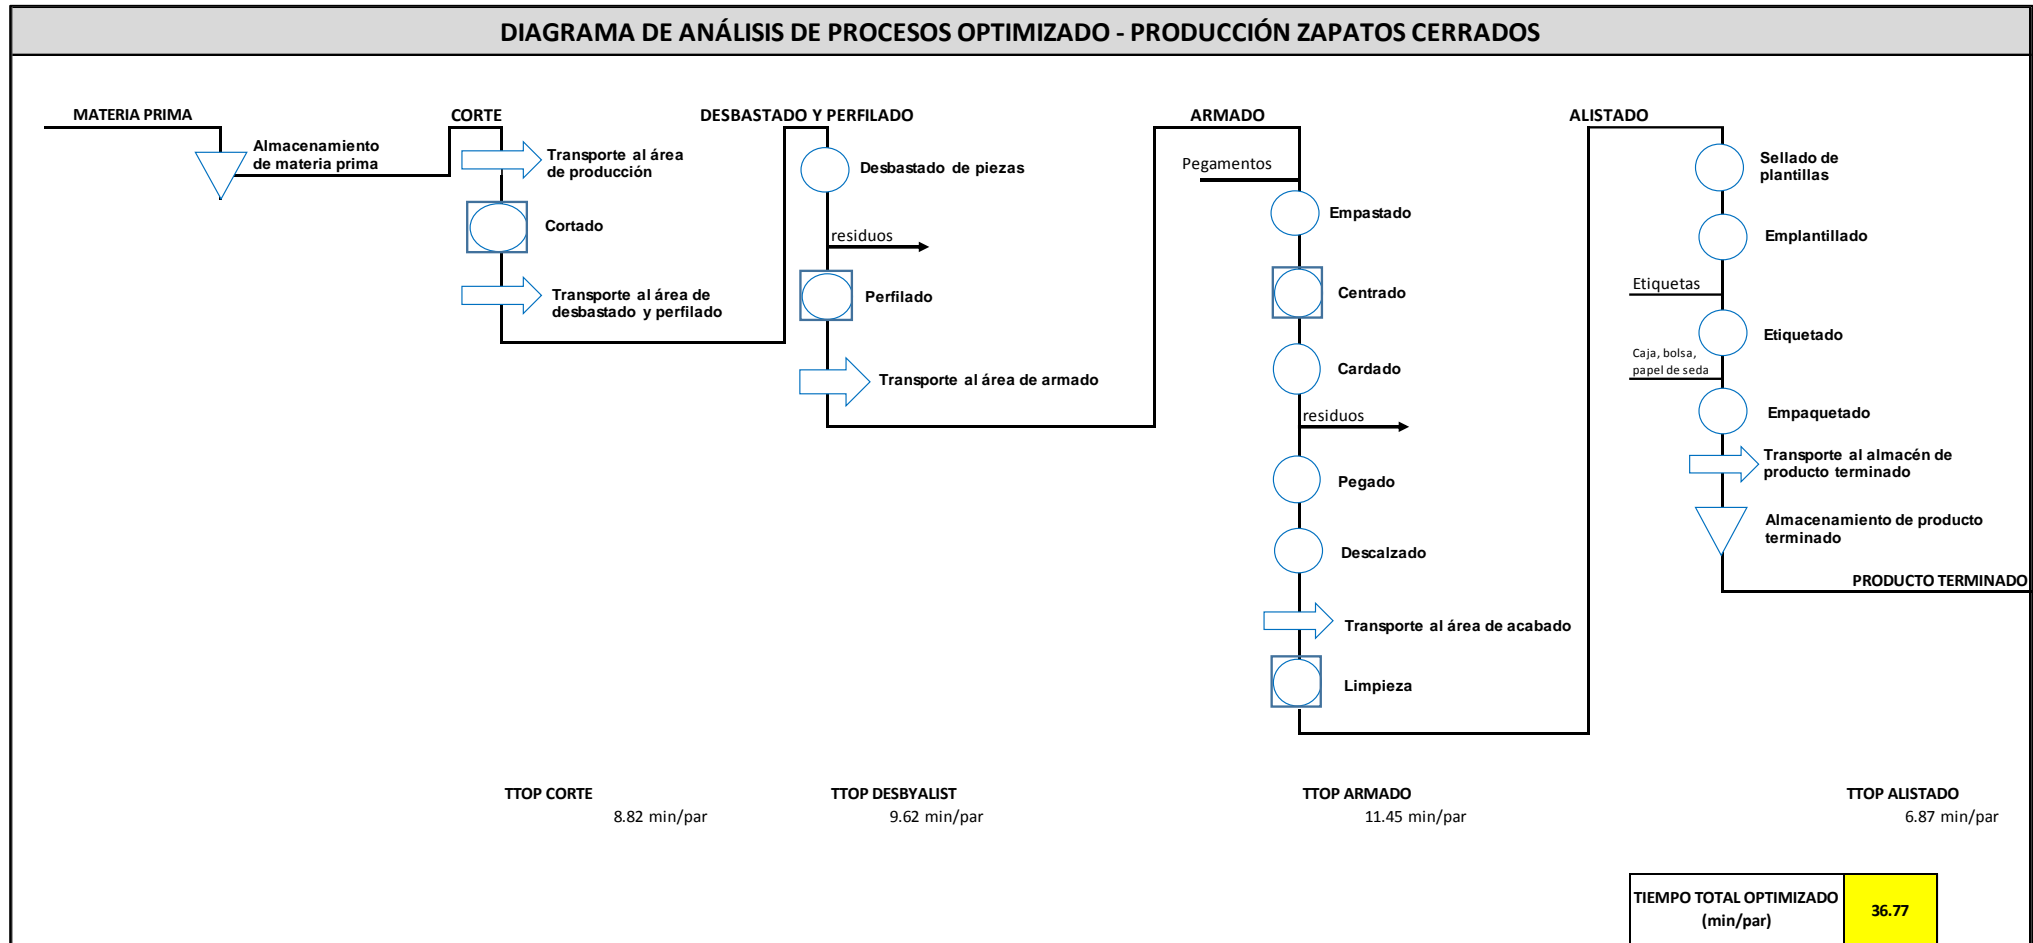 DIAGRAMA DE ANÁLISIS DE PROCESOS OPTIMIZADO - PRODUCCIÓN ZAPATOS CERRADOS
MATERIA PRIMA
Almacenamiento
de materia prima
CORTE
Transporte al área
de producción
Cortado
Transporte al área de
desbastado y perfilado
DESBASTADO Y PERFILADO
Desbastado de piezas
residuos
Perfilado
Transporte al área de armado
ARMADO
Pegamentos
Empastado
Centrado
Cardado
residuos
Pegado
Descalzado
Transporte al área de acabado
Limpieza
ALISTADO
Sellado de
plantillas
Emplantillado
Etiquetas
Etiquetado
Caja, bolsa,
papel de seda
Empaquetado
Transporte al almacén de
producto terminado
Almacenamiento de producto
terminado
PRODUCTO TERMINADO
TTOP CORTE
8.82 min/par
TTOP DESBYALIST
9.62 min/par
TTOP ARMADO
11.45 min/par
TTOP ALISTADO
6.87 min/par
TIEMPO TOTAL OPTIMIZADO
(min/par)
36.77